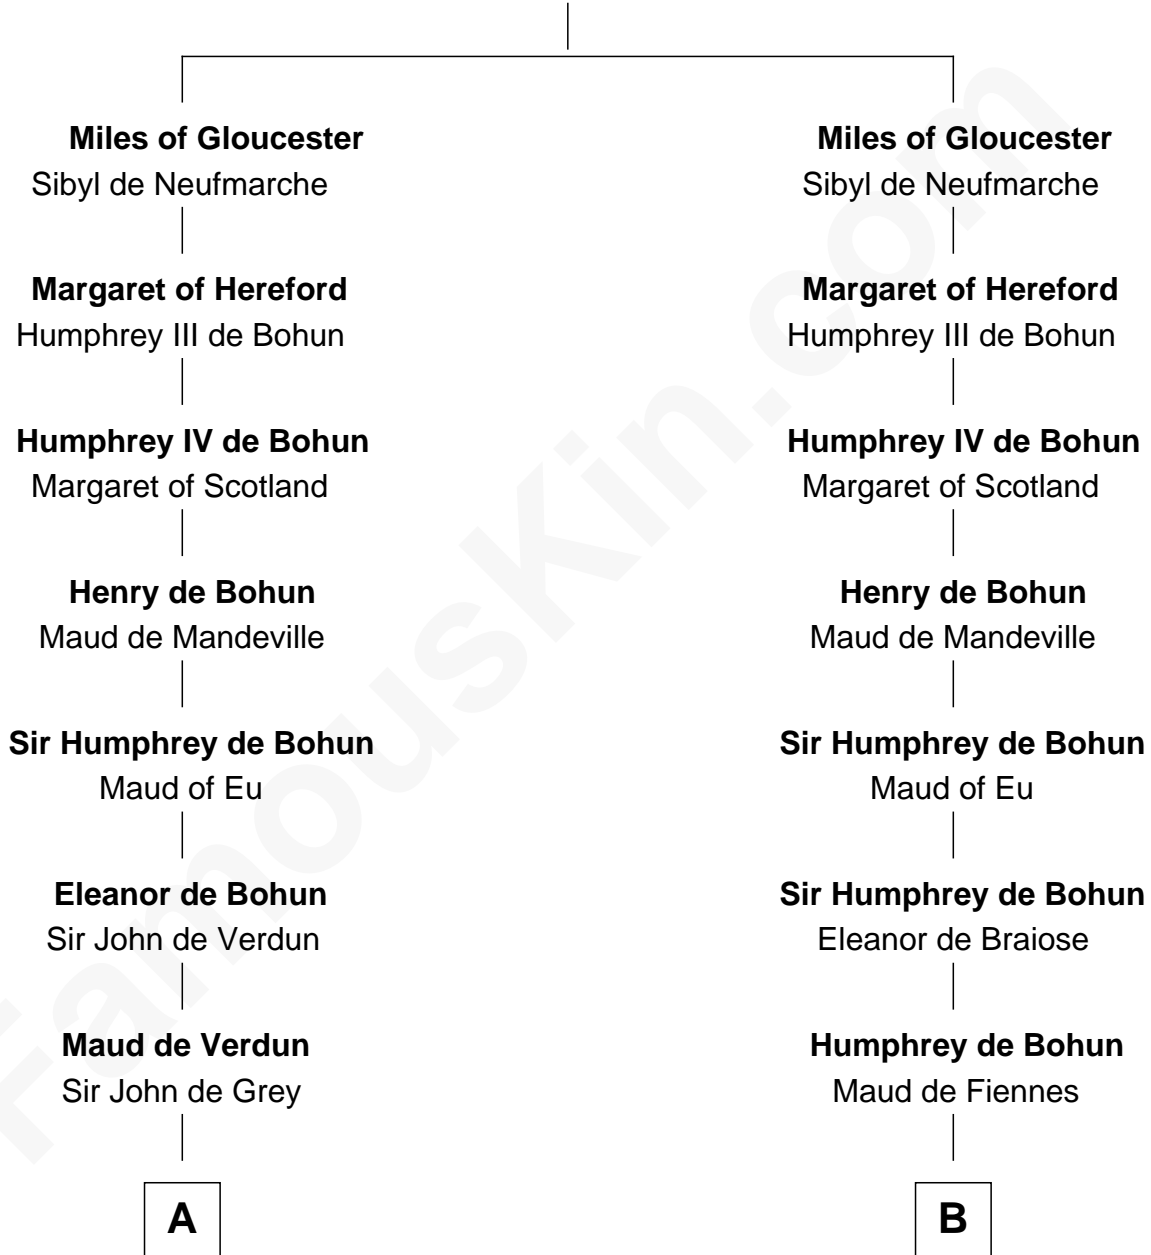 Miles of Gloucester
Sibyl de Neufmarche
Margaret of Hereford
Humphrey III de Bohun
Humphrey IV de Bohun
Margaret of Scotland
Henry de Bohun
Maud de Mandeville
Sir Humphrey de Bohun
Maud of Eu
Eleanor de Bohun
Sir John de Verdun
Maud de Verdun
Sir John de Grey
A
Miles of Gloucester
Sibyl de Neufmarche
Margaret of Hereford
Humphrey III de Bohun
Humphrey IV de Bohun
Margaret of Scotland
Henry de Bohun
Maud de Mandeville
Sir Humphrey de Bohun
Maud of Eu
Sir Humphrey de Bohun
Eleanor de Braiose
Humphrey de Bohun
Maud de Fiennes
B
FamousKin.com